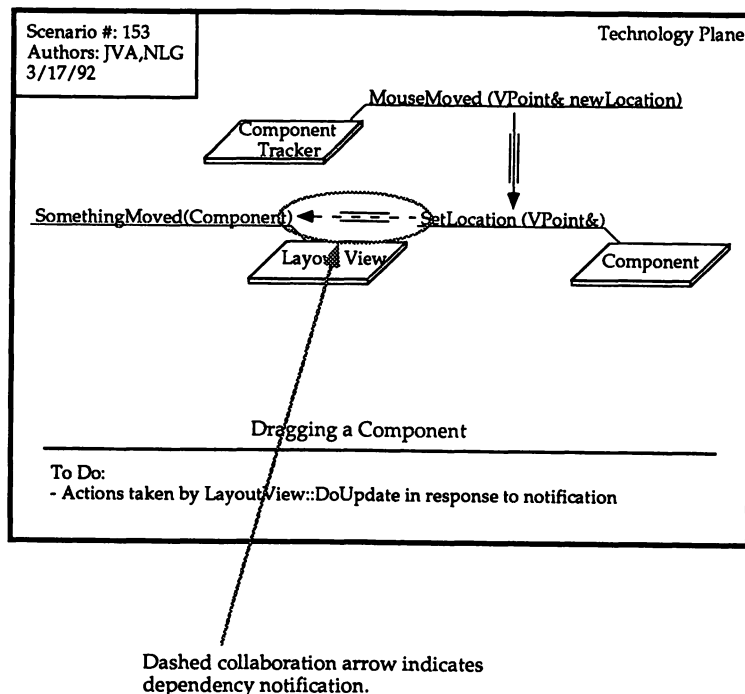 Scenario #: 153
Authors: JVA,NLG
3/17/92
Technology Plane
MouseMoved (VPoint& newLocation)
Component
Tracker
SomethingMoved(Component)
SetLocation (VPoint&)
Layout View
Component
Dragging a Component
To Do:
- Actions taken by LayoutView::DoUpdate in response to notification
Dashed collaboration arrow indicates
dependency notification.